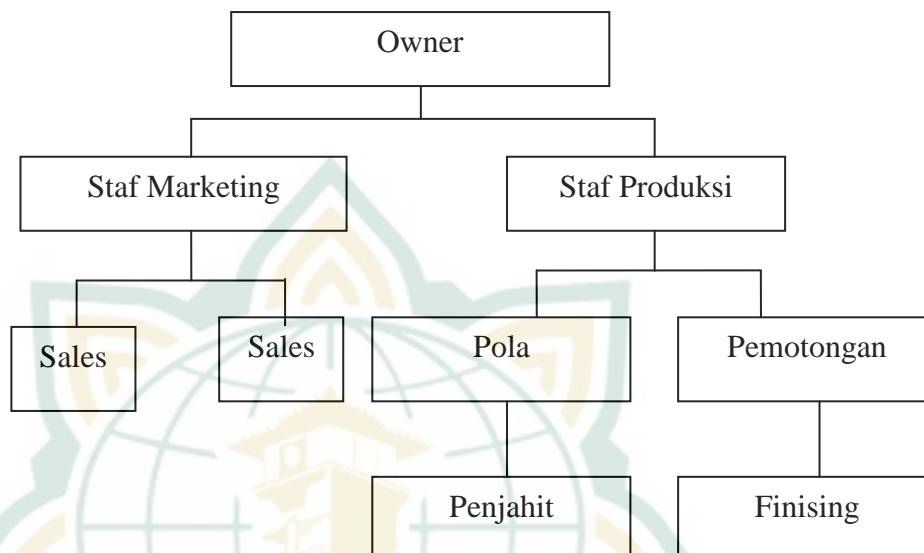 Owner
Staf Marketing
Staf Produksi
Sales
Sales
Pola
Pemotongan
Penjahit
Finising